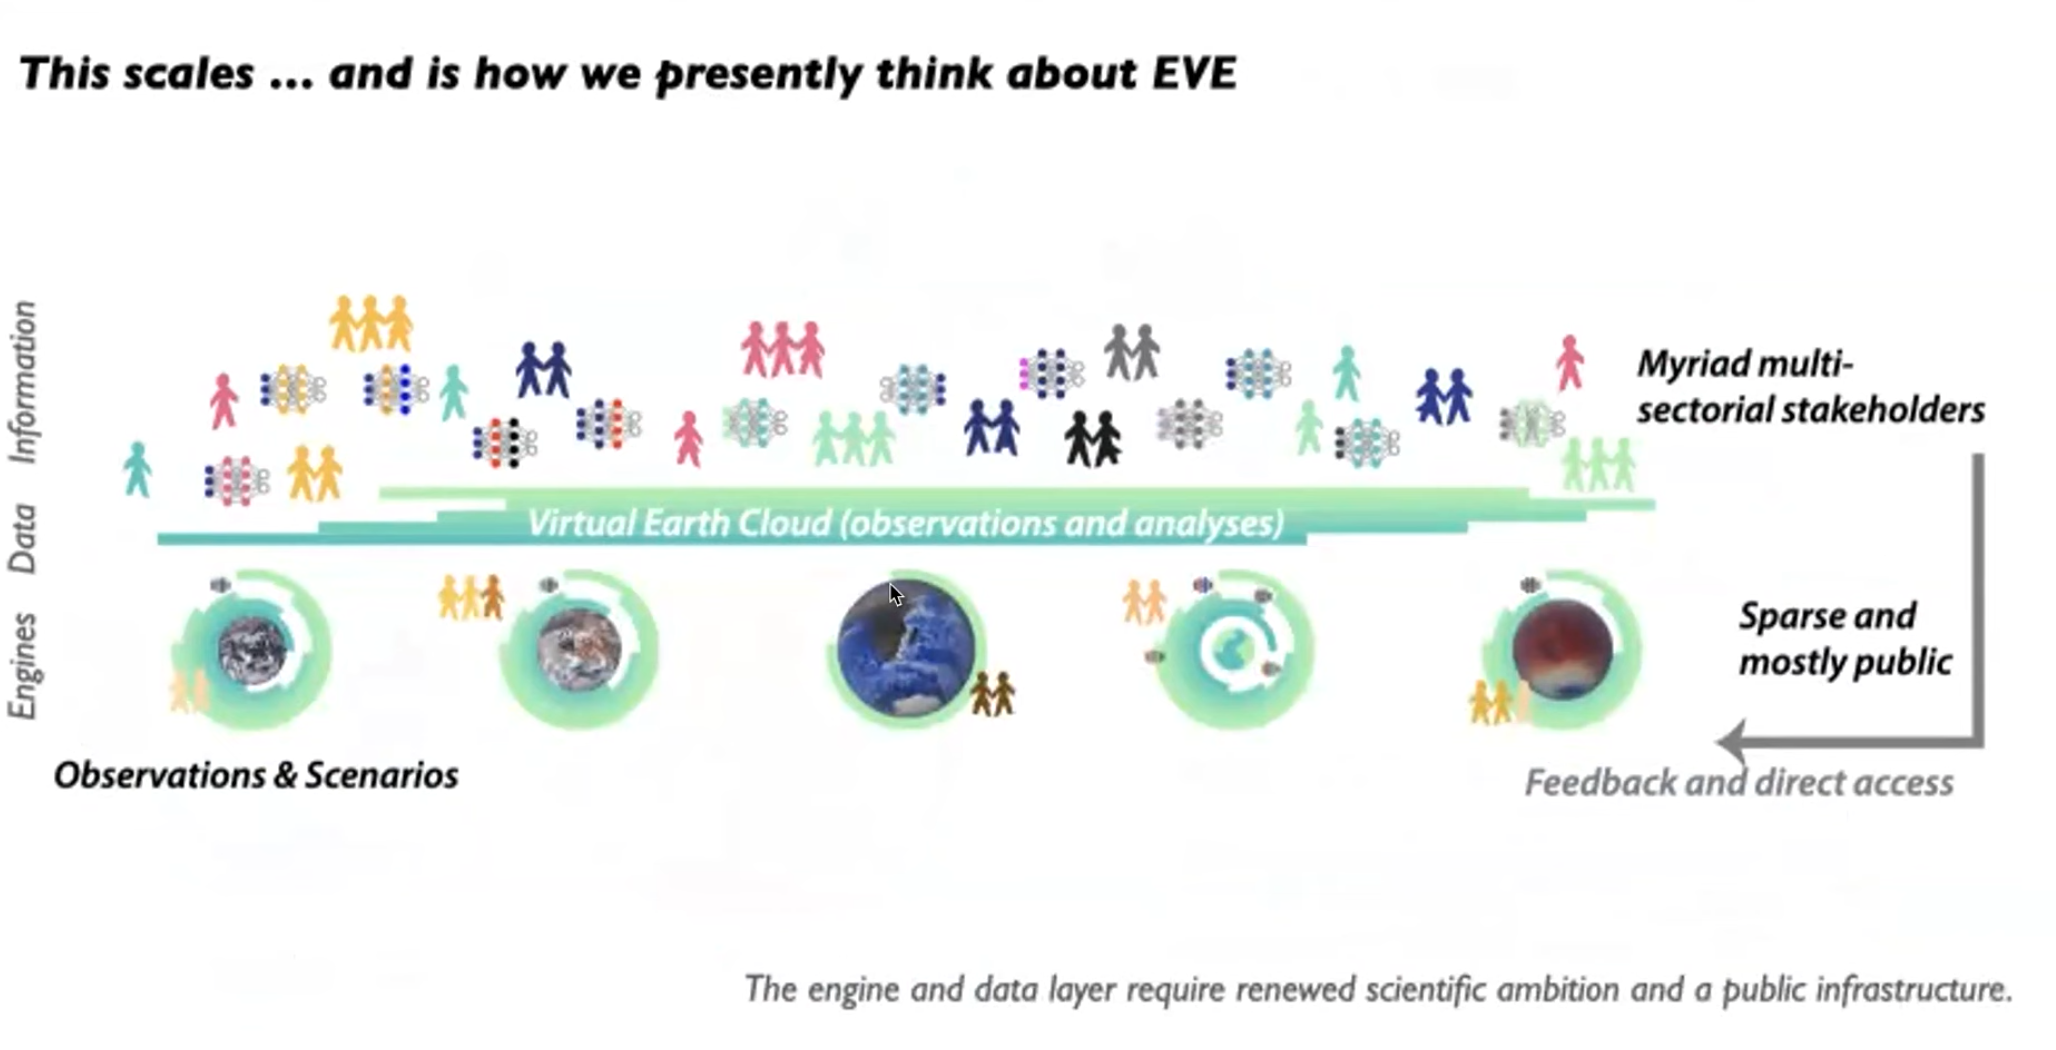 This scales ... and is how we presently think about EVE
Information
Myriad multi-
sectorial stakeholders
Data
Virtual Earth Cloud (observations and analyses)
Engines
Sparse and
mostly public
Observations & Scenarios
Feedback and direct access
The engine and data layer require renewed scientific ambition and a public infrastructure.